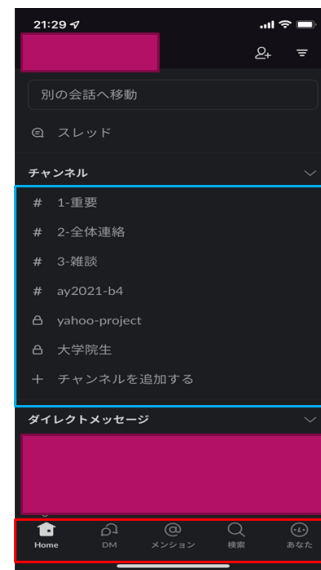 21:29
別の会話へ移動
スレッド
チャンネル
# 1-重要
# 2-全体連絡
# 3-雑談
# ay2021-b4
yahoo-project
大学院生
+ チャンネルを追加する
ダイレクトメッセージ
Home DM メンション 検索 あなた